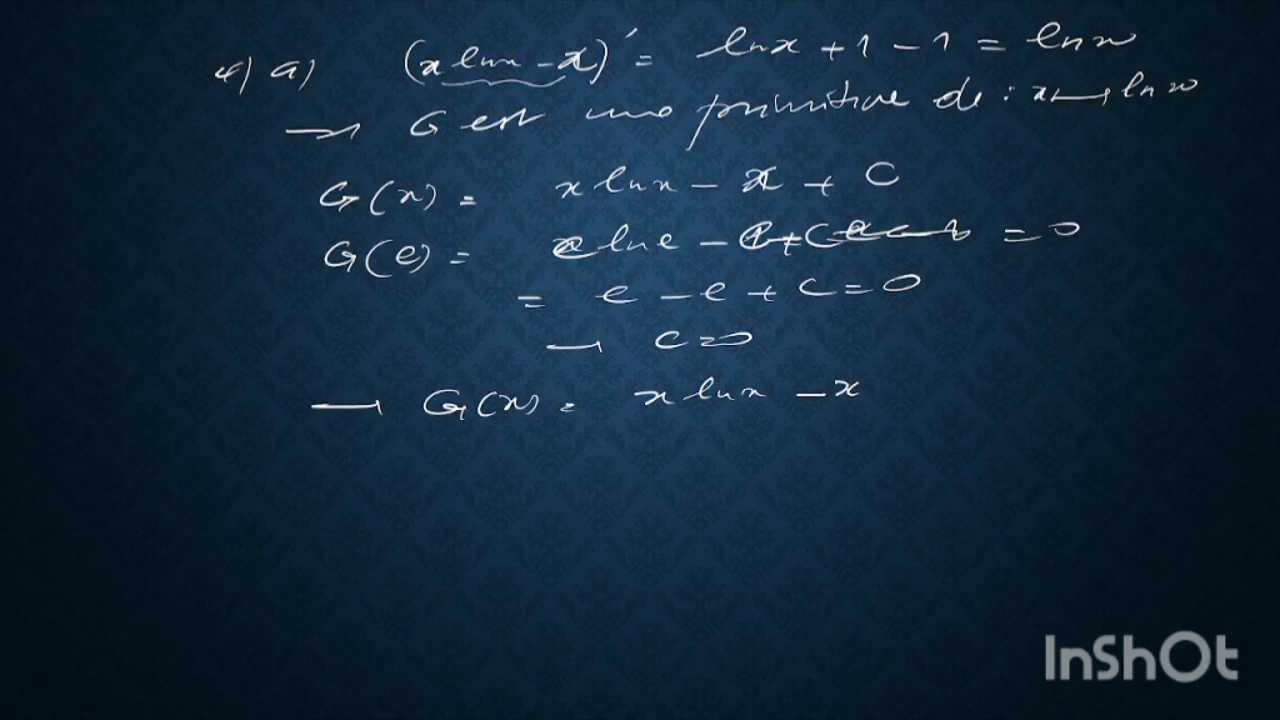 4) a) (x ln x - x)' = ln x + 1 - 1 = ln x
→ G est une primitive de : x ↦ ln x
G(x) = x ln x - x + C
G(e) = e ln e - = 0
= e - e + C = 0
→ C = 0
→ G(x) = x ln x - x
InShOt